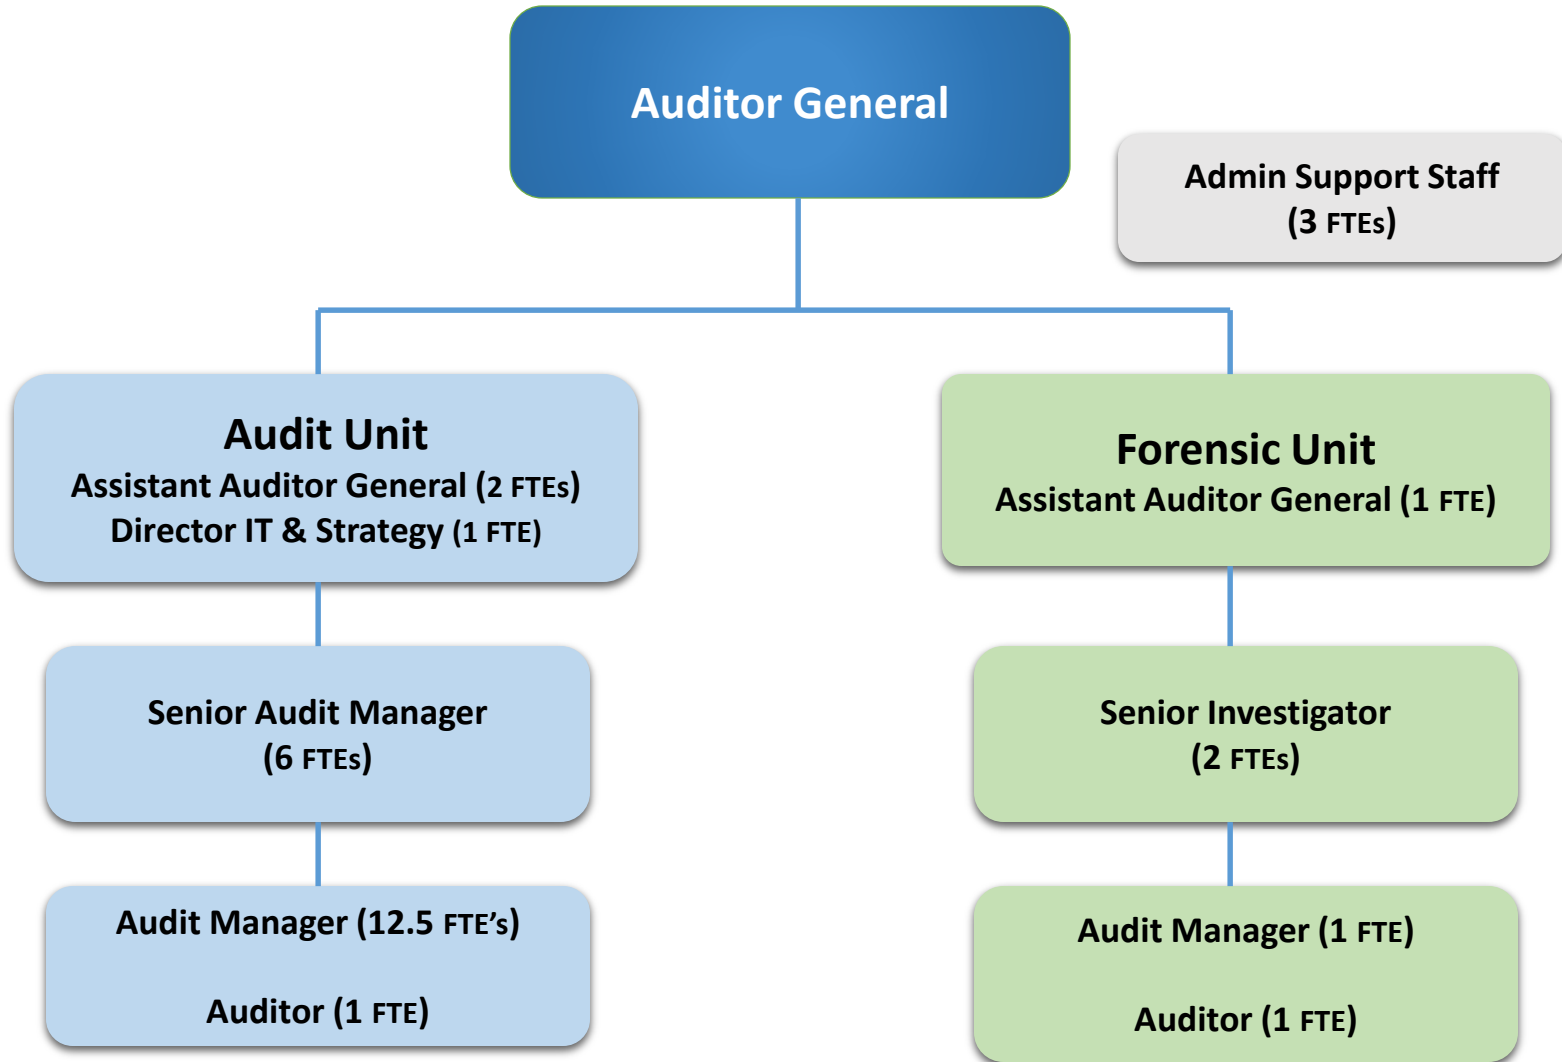 Auditor General
Admin Support Staff
(3 FTEs)
Audit Unit
Assistant Auditor General (2 FTEs)
Director IT & Strategy (1 FTE)
Forensic Unit
Assistant Auditor General (1 FTE)
Senior Audit Manager
(6 FTEs)
Senior Investigator
(2 FTEs)
Audit Manager (12.5 FTE’s)
Auditor (1 FTE)
Audit Manager (1 FTE)
Auditor (1 FTE)